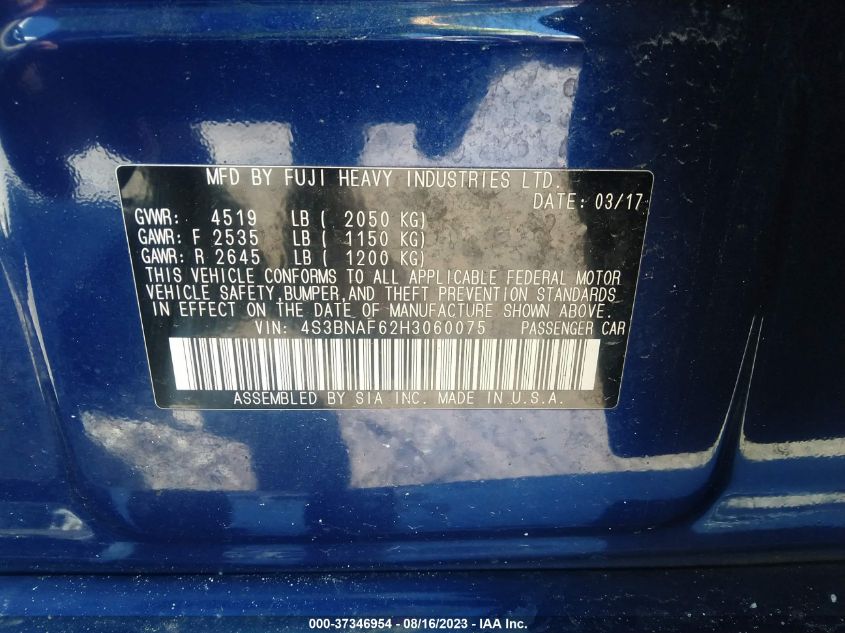 MFD BY FUJI HEAVY INDUSTRIES LTD.
DATE: 03/17
GVWR: 4519 LB ( 2050 KG)
GAWR: F 2535 LB ( 1150 KG)
GAWR: R 2645 LB ( 1200 KG)
THIS VEHICLE CONFORMS TO ALL APPLICABLE FEDERAL MOTOR
VEHICLE SAFETY,BUMPER,AND THEFT PREVENTION STANDARDS
IN EFFECT ON THE DATE OF MANUFACTURE SHOWN ABOVE.
VIN: 4S3BNAF62H3060075 PASSENGER CAR
ASSEMBLED BY SIA INC. MADE IN U.S.A.
000-37346954 - 08/16/2023 - IAA Inc.